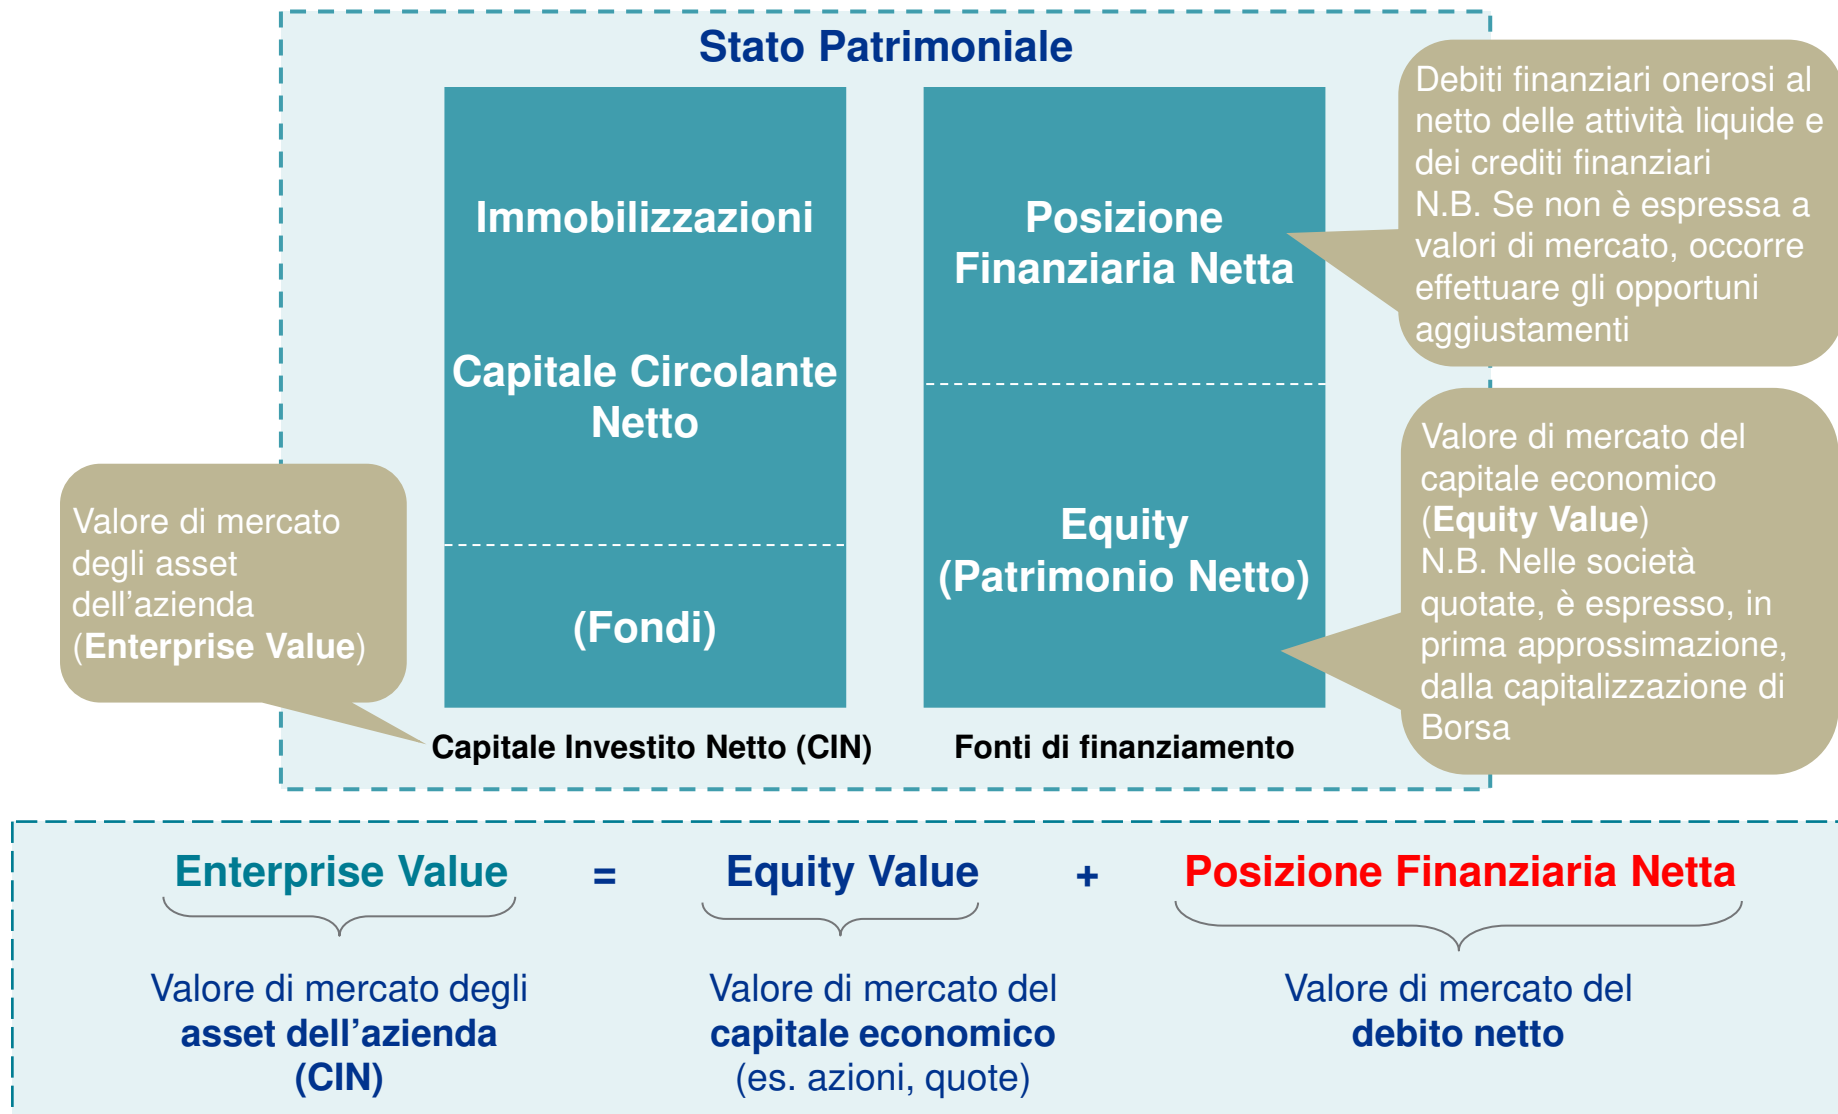 Stato Patrimoniale
Immobilizzazioni
Capitale Circolante
Netto
(Fondi)
Capitale Investito Netto (CIN)
Posizione
Finanziaria Netta
Equity
(Patrimonio Netto)
Fonti di finanziamento
Valore di mercato
degli asset
dell'azienda
(Enterprise Value)
Debiti finanziari onerosi al
netto delle attività liquide e
dei crediti finanziari
N.B. Se non è espressa a
valori di mercato, occorre
effettuare gli opportuni
aggiustamenti
Valore di mercato del
capitale economico
(Equity Value)
N.B. Nelle società
quotate, è espresso, in
prima approssimazione,
dalla capitalizzazione di
Borsa
Enterprise Value = Equity Value + Posizione Finanziaria Netta
Valore di mercato degli
asset dell'azienda
(CIN)
Valore di mercato del
capitale economico
(es. azioni, quote)
Valore di mercato del
debito netto